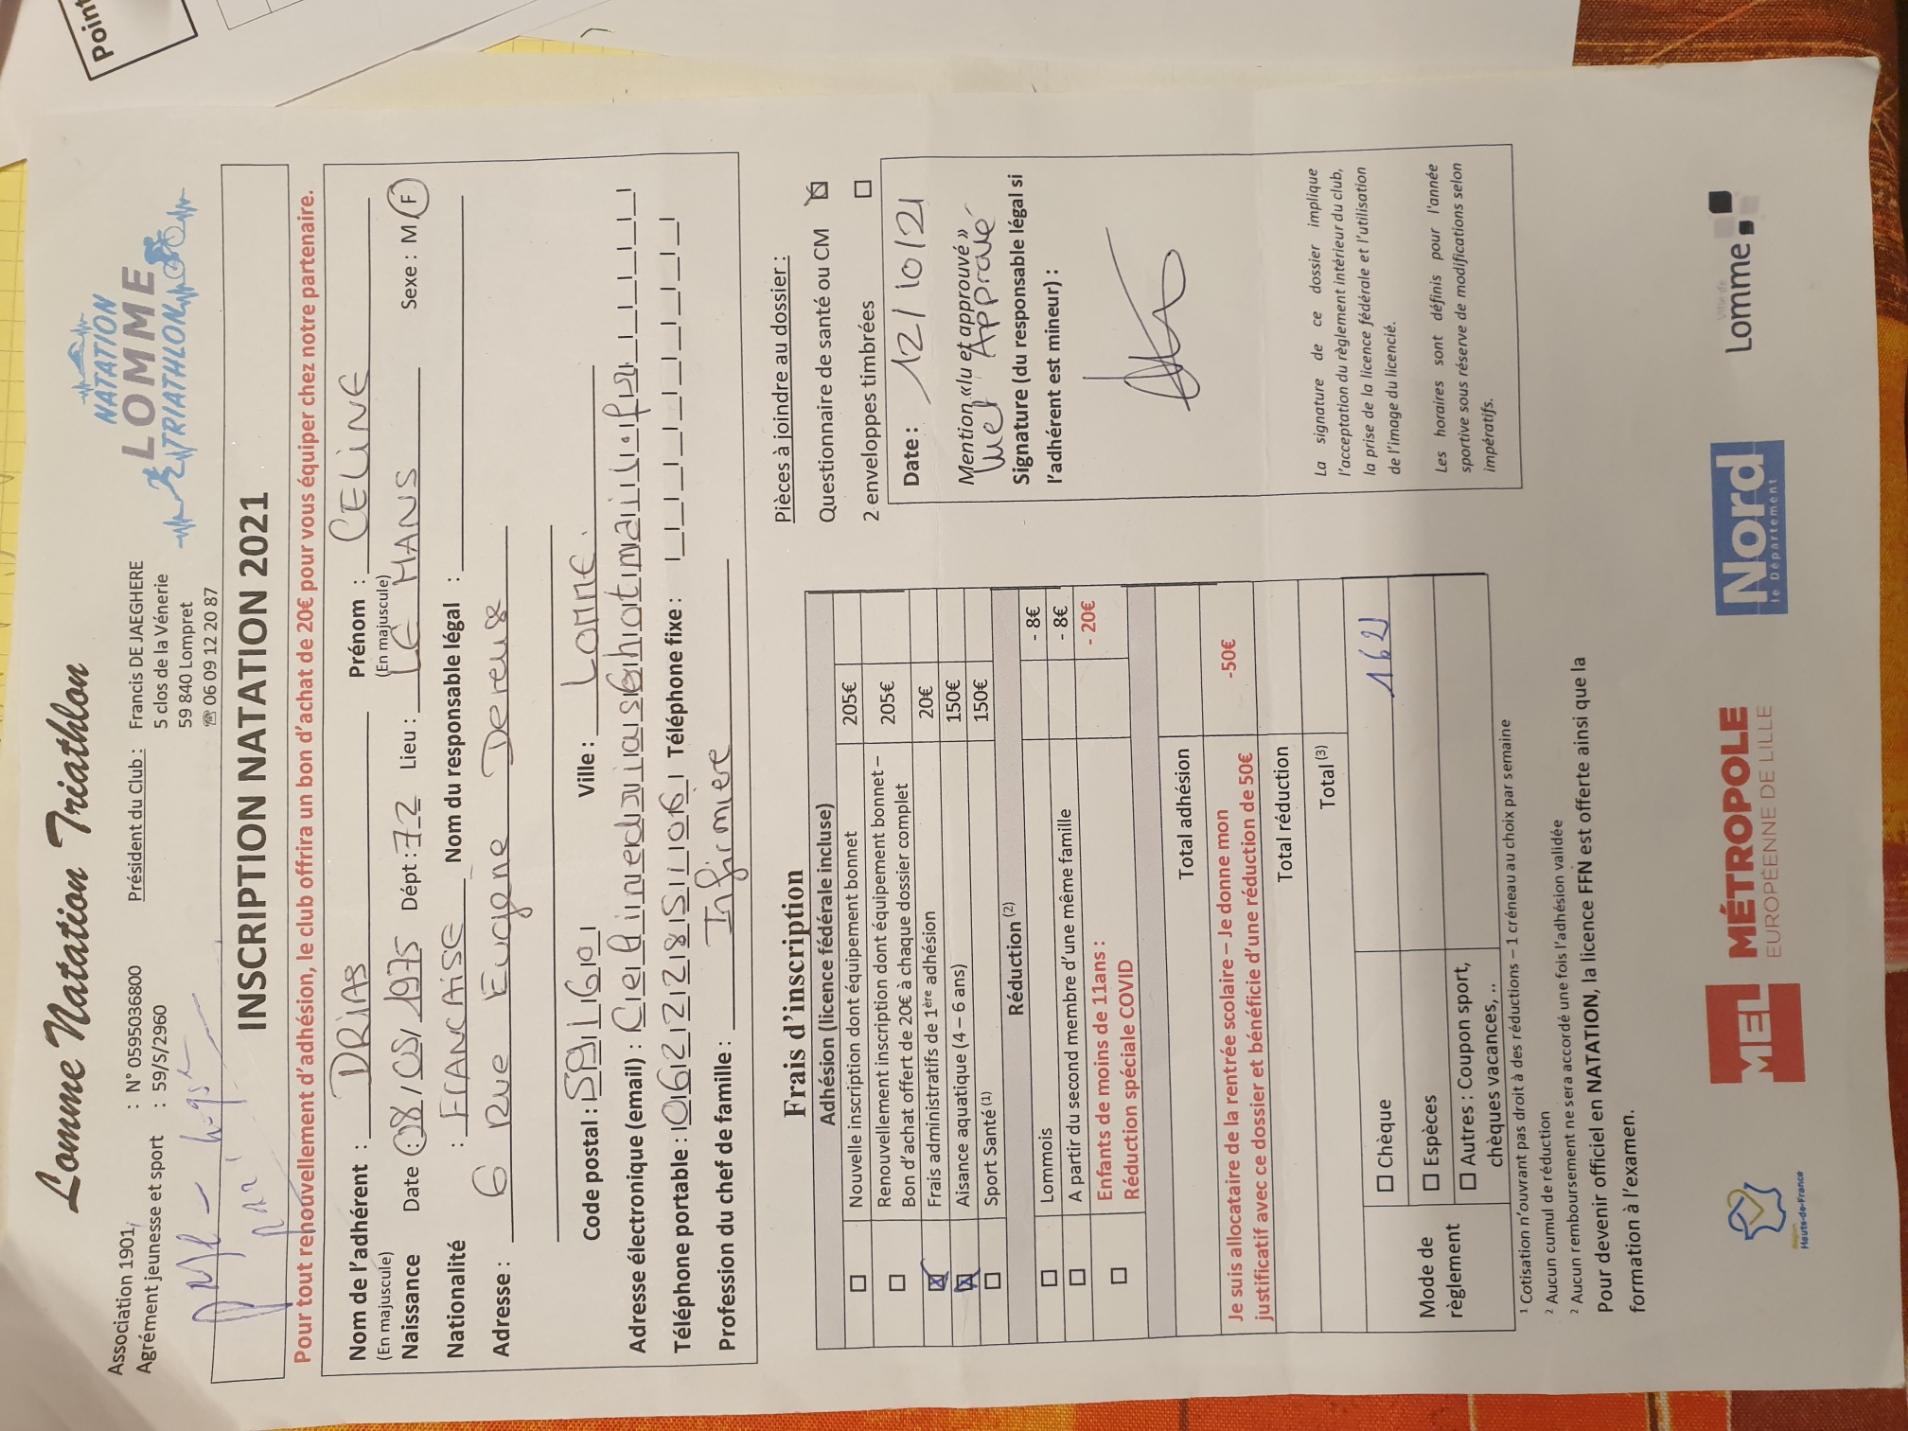 Point
Lomme Natation Triathlon
Association 1901,
: N° 0595036800
Agrément jeunesse et sport : 59/S/2960
Président du Club : Francis DE JAEGHERE
5 clos de la Vénerie
59 840 Lompret
☏ 06 09 12 20 87
NATATION
LOMME
TRIATHLON
INSCRIPTION NATATION 2021
Pour tout renouvellement d'adhésion, le club offrira un bon d'achat de 20€ pour vous équiper chez notre partenaire.
Nom de l'adhérent : DRIAS Prénom : CELINE
(En majuscule) (En majuscule)
Naissance Date : 08/05/1975 Dépt : 72 Lieu : LE MANS Sexe : M/F
Nationalité : FRANCAISE Nom du responsable légal :
Adresse : 6 Rue Eugene Dereuse
Code postal : 59160 Ville : LOMME.
Adresse électronique (email) :
Téléphone portable : 0622851106 Téléphone fixe :
Profession du chef de famille : Infirmiere
Frais d'inscription
Adhésion (licence fédérale incluse)
☐ Nouvelle inscription dont équipement bonnet 205€
☐ Renouvellement inscription dont équipement bonnet – 205€
Bon d'achat offert de 20€ à chaque dossier complet
☒ Frais administratifs de 1ère adhésion 20€
☒ Aisance aquatique (4 – 6 ans) 150€
☐ Sport Santé (1) 150€
Réduction (2)
☐ Lommois - 8€
☐ A partir du second membre d'une même famille - 8€
☐ Enfants de moins de 11ans : - 20€
Réduction spéciale COVID
Total adhésion
Je suis allocataire de la rentrée scolaire – Je donne mon -50€
justificatif avec ce dossier et bénéficie d'une réduction de 50€
Total réduction
Total (3)
Mode de règlement
☐ Chèque 162
☐ Espèces
☐ Autres : Coupon sport,
chèques vacances, ..
Pièces à joindre au dossier :
Questionnaire de santé ou CM ☒
2 enveloppes timbrées ☐
Date : 12/10/21
Mention «lu et approuvé»
lu et Approuvé
Signature (du responsable légal si
l'adhérent est mineur) :
La signature de ce dossier implique
l'acceptation du règlement intérieur du club,
la prise de la licence fédérale et l'utilisation
de l'image du licencié.
Les horaires sont définis pour l'année
sportive sous réserve de modifications selon
impératifs.
¹ Cotisation n'ouvrant pas droit à des réductions – 1 créneau au choix par semaine
² Aucun cumul de réduction
² Aucun remboursement ne sera accordé une fois l'adhésion validée
Pour devenir officiel en NATATION, la licence FFN est offerte ainsi que la
formation à l'examen.
Région
Hauts-de-France
MEL
MÉTROPOLE
EUROPÉENNE DE LILLE
Nord
le Département
Ville de
Lomme